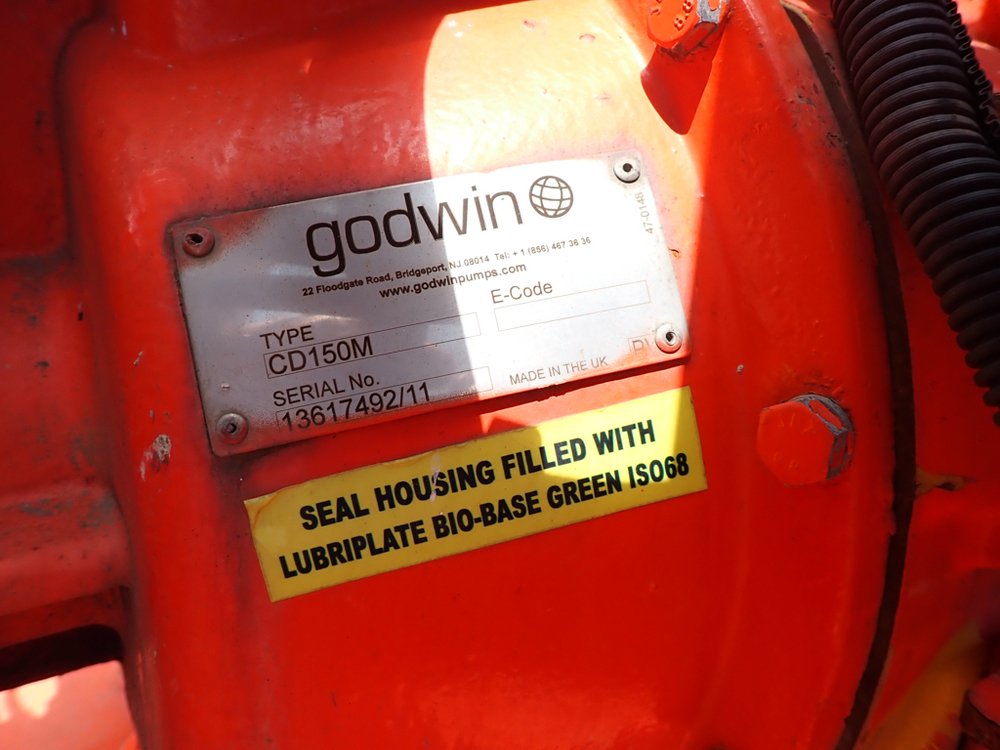 godwin
22 Floodgate Road, Bridgeport, NJ 08014 Tel: + 1 (856) 467 36 36
www.godwinpumps.com
47-0148
TYPE
E-Code
CD150M
SERIAL No.
13617492/11
MADE IN THE UK
SEAL HOUSING FILLED WITH
LUBRIPLATE BIO-BASE GREEN ISO68
8.8